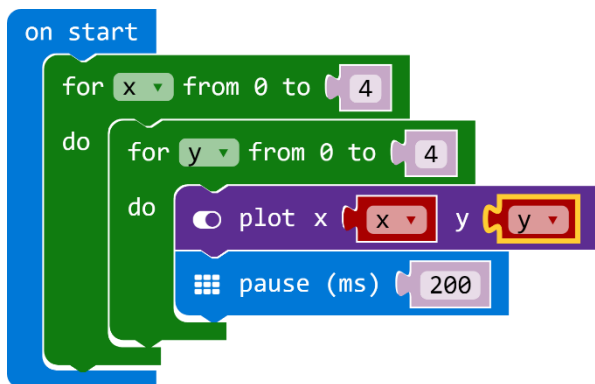 on start
for x from 0 to 4
do for y from 0 to 4
do plot x x y y
pause (ms) 200